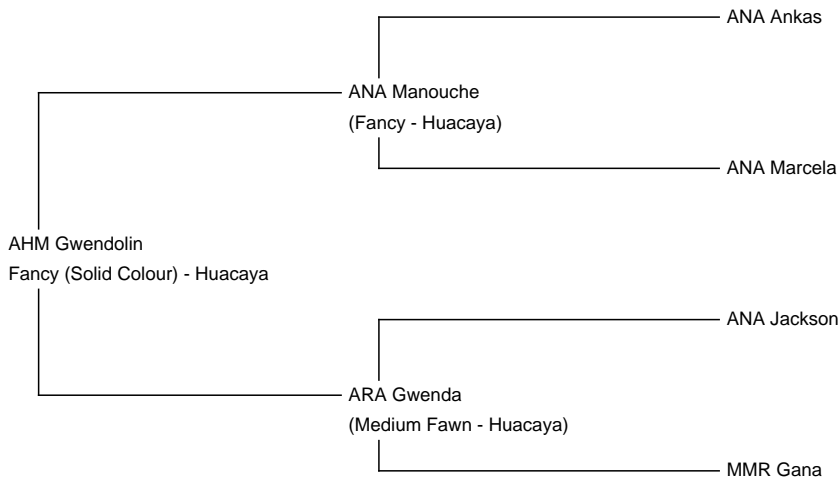 ANA Ankas
ANA Manouche
(Fancy - Huacaya)
ANA Marcela
AHM Gwendolin
Fancy (Solid Colour) - Huacaya
ANA Jackson
ARA Gwenda
(Medium Fawn - Huacaya)
MMR Gana